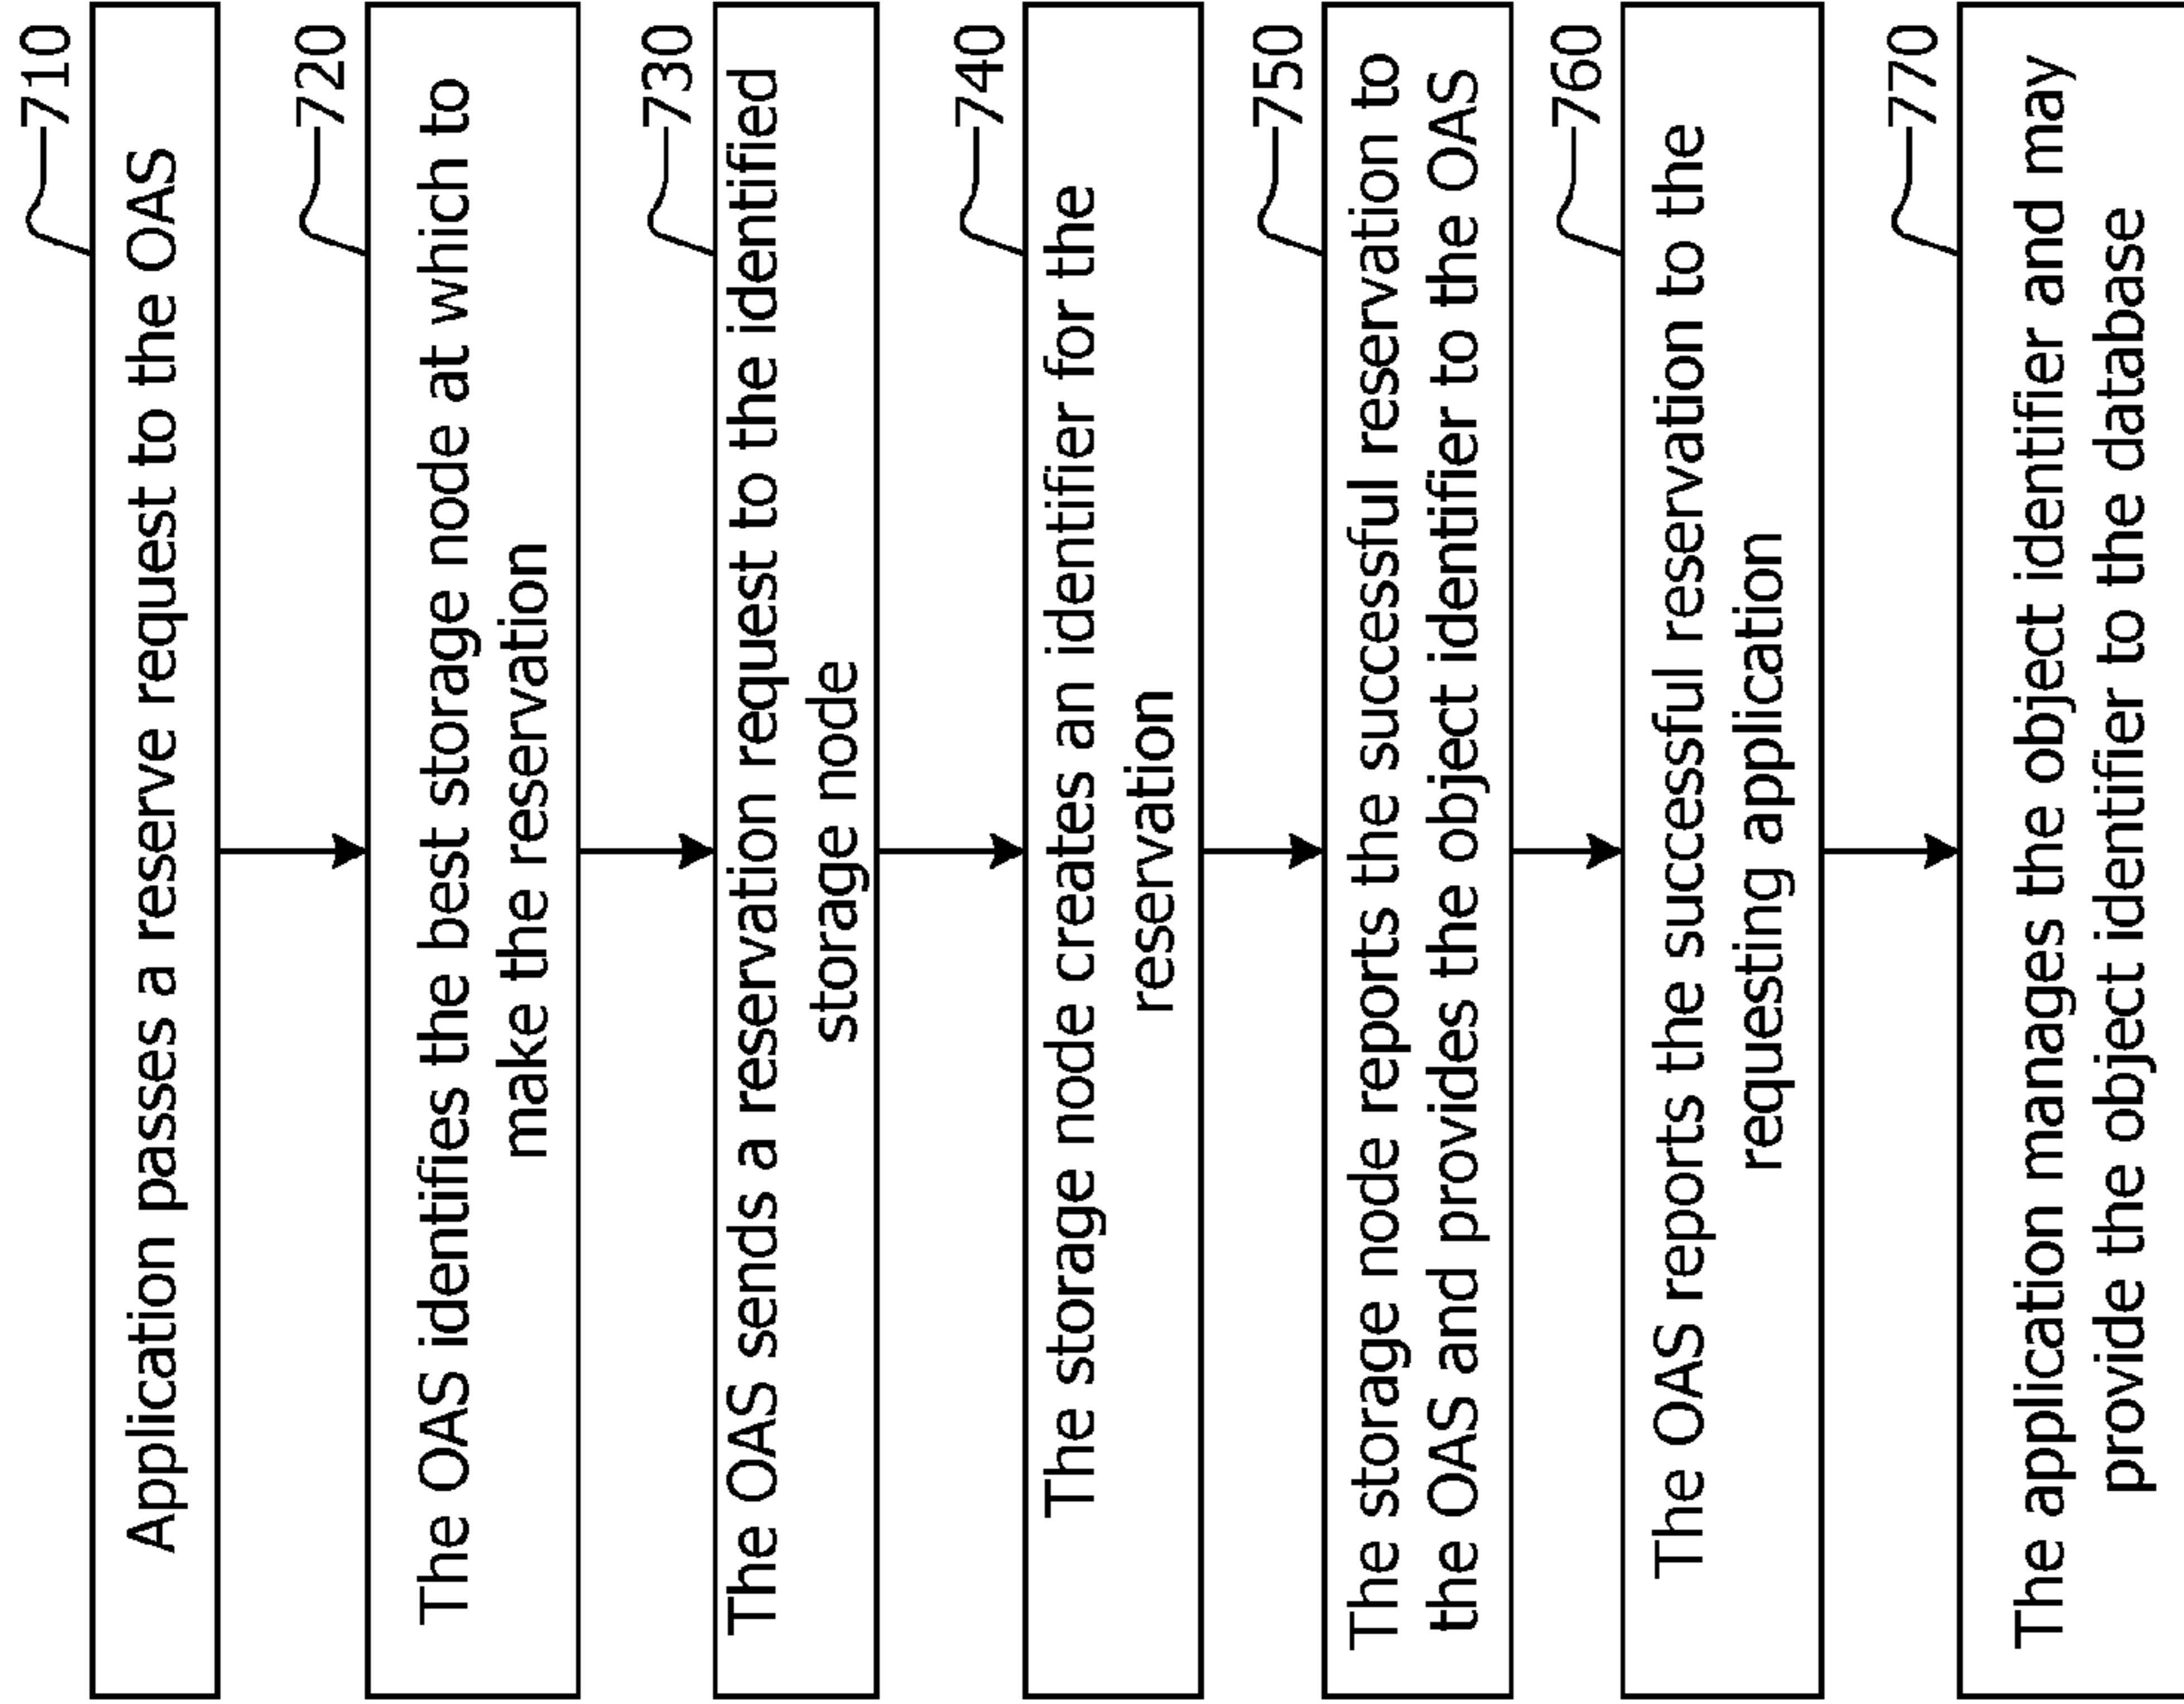 710
Application passes a reserve request to the OAS
720
The OAS identifies the best storage node at which to
make the reservation
730
The OAS sends a reservation request to the identified
storage node
740
The storage node creates an identifier for the
reservation
750
The storage node reports the successful reservation to
the OAS and provides the object identifier to the OAS
760
The OAS reports the successful reservation to the
requesting application
770
The application manages the object identifier and may
provide the object identifier to the database